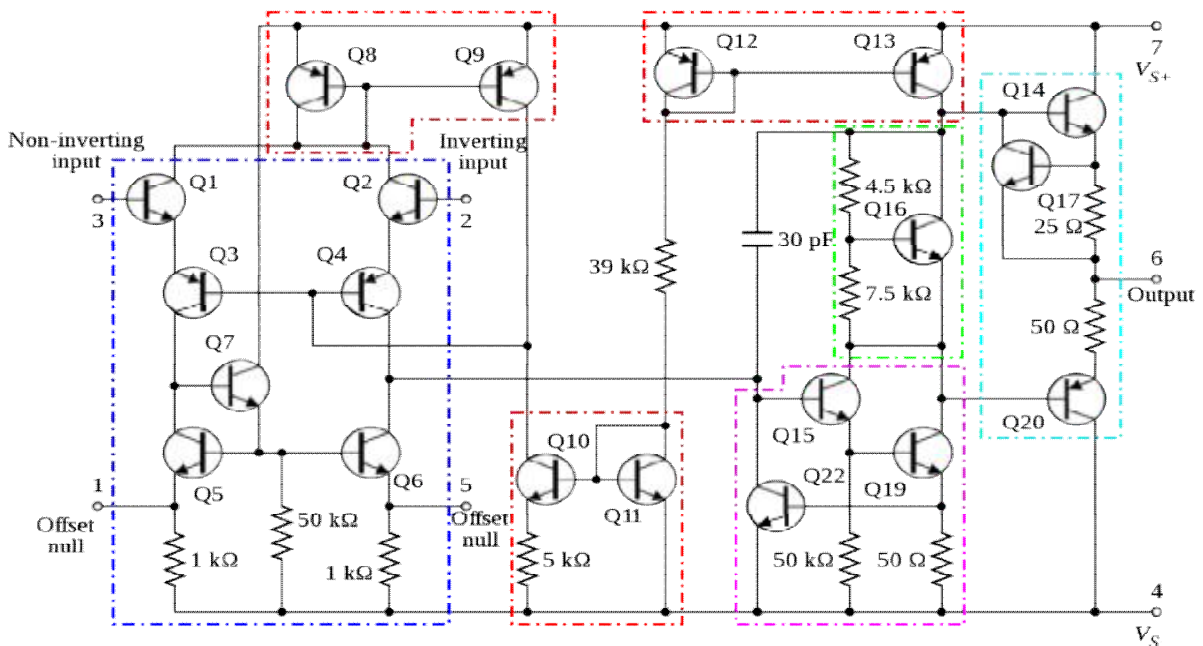 Q8
Q9
Q12
Q13
7
V_S+
Q14
Non-inverting
input
Inverting
input
Q1
Q2
3
2
4.5 kΩ
Q16
Q17
25 Ω
30 pF
Q3
Q4
39 kΩ
7.5 kΩ
6
Output
50 Ω
Q7
Q15
Q20
Q10
Q22
Q19
1
Q5
Q6
5
Q11
Offset
null
50 kΩ
Offset
null
1 kΩ
1 kΩ
5 kΩ
50 kΩ
50 Ω
4
V_S